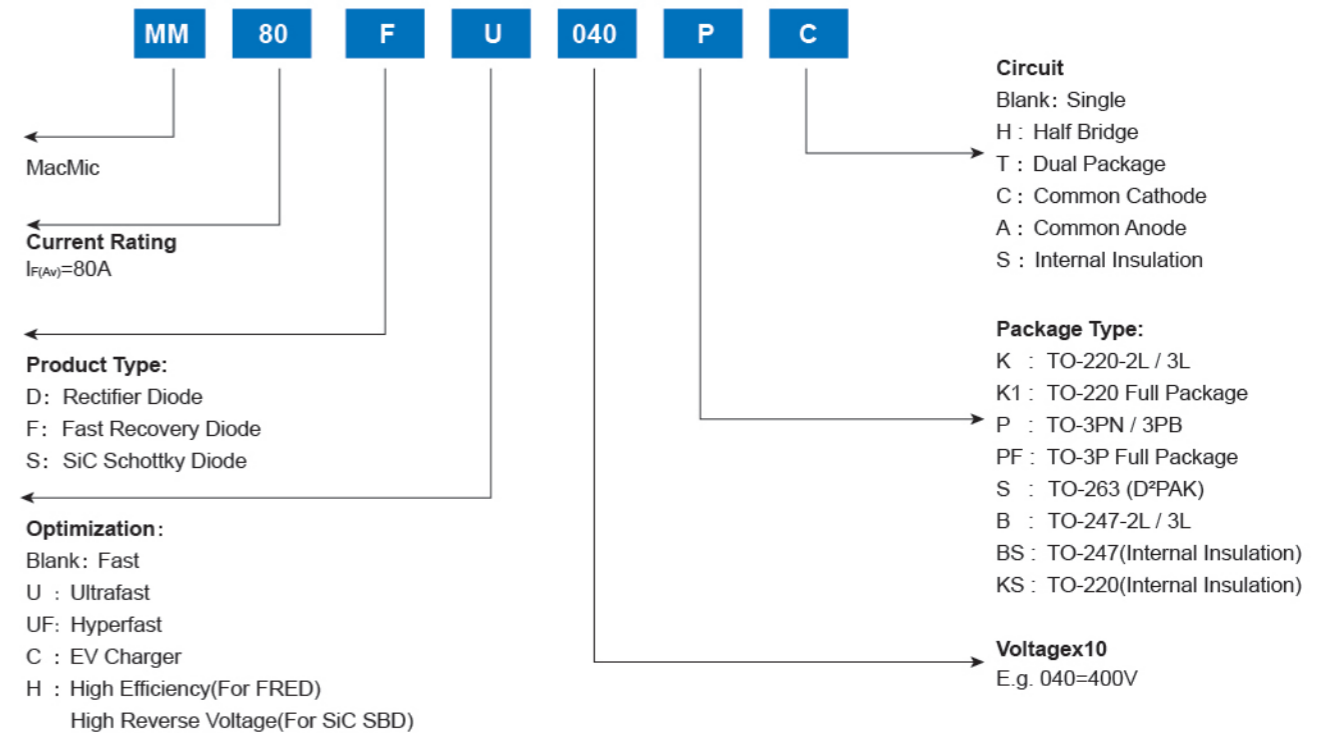 MM 80 F U 040 P C
MacMic
Current Rating
IF(Av)=80A
Product Type:
D: Rectifier Diode
F: Fast Recovery Diode
S: SiC Schottky Diode
Optimization:
Blank: Fast
U : Ultrafast
UF: Hyperfast
C : EV Charger
H : High Efficiency(For FRED)
High Reverse Voltage(For SiC SBD)
Circuit
Blank: Single
H : Half Bridge
T : Dual Package
C : Common Cathode
A : Common Anode
S : Internal Insulation
Package Type:
K : TO-220-2L / 3L
K1 : TO-220 Full Package
P : TO-3PN / 3PB
PF : TO-3P Full Package
S : TO-263 (D²PAK)
B : TO-247-2L / 3L
BS : TO-247(Internal Insulation)
KS : TO-220(Internal Insulation)
Voltagex10
E.g. 040=400V